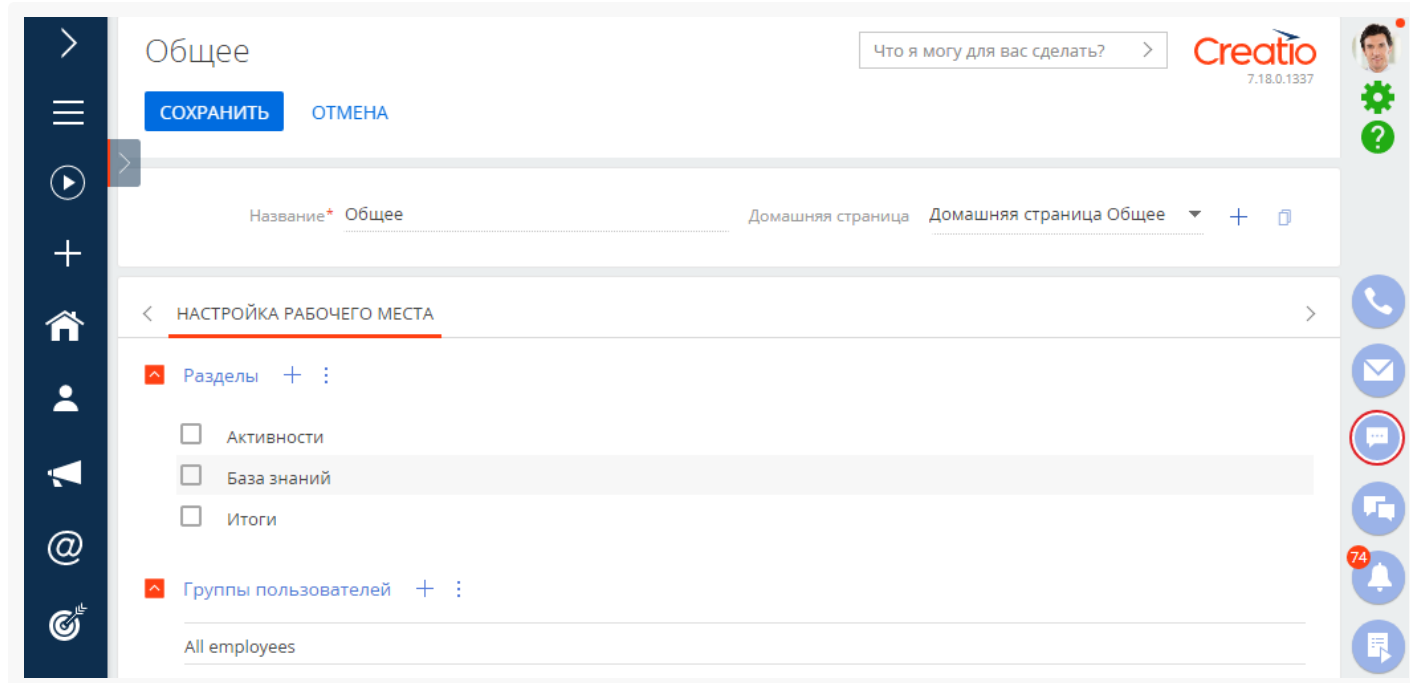 Общее
Что я могу для вас сделать?
Creatio
7.18.0.1337
СОХРАНИТЬ ОТМЕНА
Название* Общее Домашняя страница Домашняя страница Общее
НАСТРОЙКА РАБОЧЕГО МЕСТА
Разделы
Активности
База знаний
Итоги
Группы пользователей
74
All employees